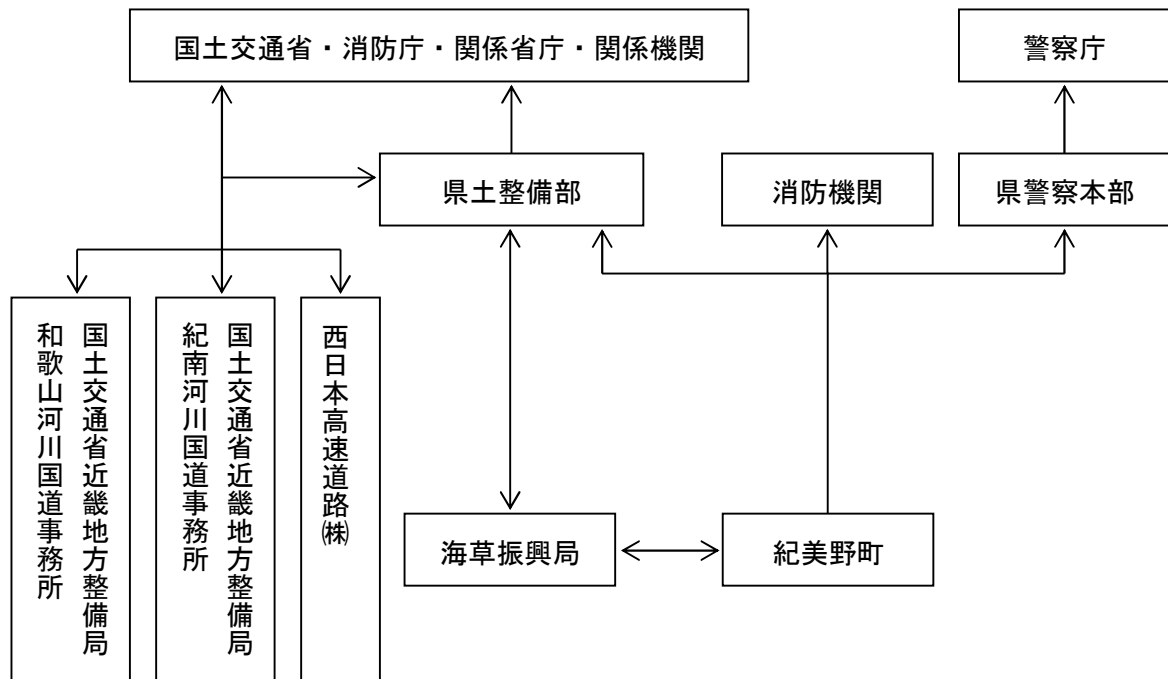 国土交通省・消防庁・関係省庁・関係機関
警察庁
県土整備部
消防機関
県警察本部
国土交通省近畿地方整備局
和歌山河川国道事務所
国土交通省近畿地方整備局
紀南河川国道事務所
西日本高速道路㈱
海草振興局
紀美野町